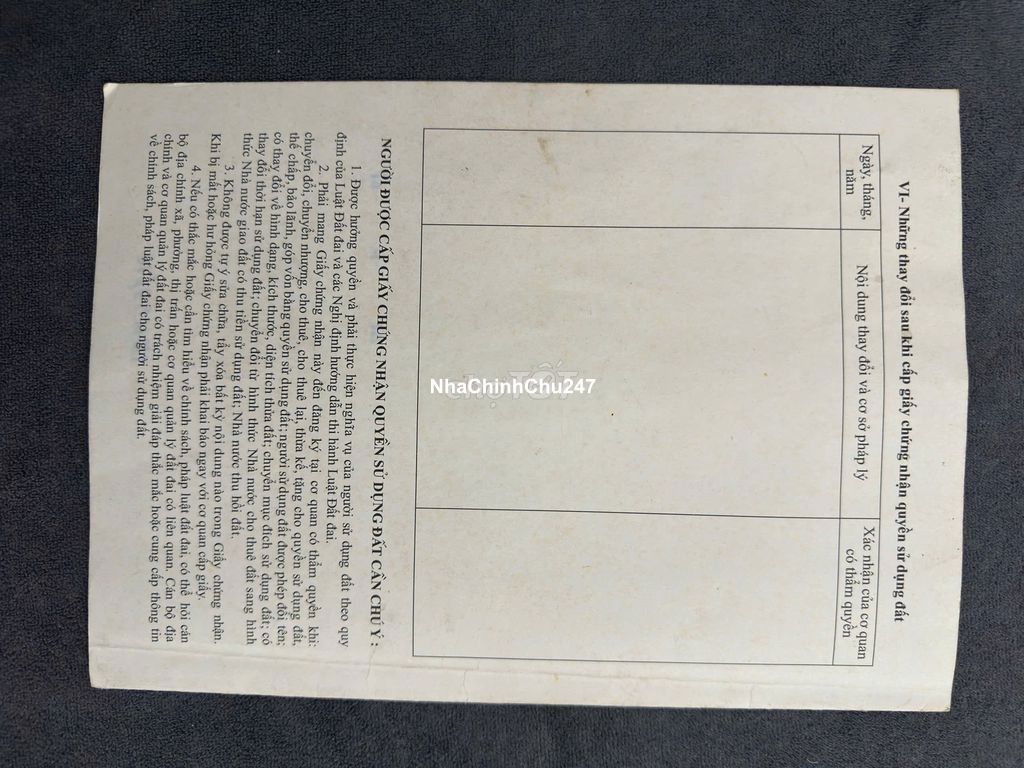 VI- Những thay đổi sau khi cấp giấy chứng nhận quyền sử dụng đất
Ngày, tháng,
năm
Nội dung thay đổi và cơ sở pháp lý
Xác nhận của cơ quan
có thẩm quyền
NGƯỜI ĐƯỢC CẤP GIẤY CHỨNG NHẬN QUYỀN SỬ DỤNG ĐẤT CẦN CHÚ Ý :
1. Được hưởng quyền và phải thực hiện nghĩa vụ của người sử dụng đất theo quy
định của Luật Đất đai và các Nghị định hướng dẫn thi hành Luật Đất đai.
2. Phải mang Giấy chứng nhận này đến đăng ký tại cơ quan có thẩm quyền khi:
chuyển đổi, chuyển nhượng, cho thuê, cho thuê lại, thừa kế, tặng cho quyền sử dụng đất,
thế chấp, bảo lãnh, góp vốn bằng quyền sử dụng đất; người sử dụng đất được phép đổi tên;
có thay đổi về hình dạng, kích thước, diện tích thửa đất; chuyển mục đích sử dụng đất; có
thay đổi thời hạn sử dụng đất; chuyển đổi từ hình thức Nhà nước cho thuê đất sang hình
thức Nhà nước giao đất có thu tiền sử dụng đất; Nhà nước thu hồi đất.
3. Không được tự ý sửa chữa, tẩy xóa bất kỳ nội dung nào trong Giấy chứng nhận.
Khi bị mất hoặc hư hỏng Giấy chứng nhận phải khai báo ngay với cơ quan cấp giấy.
4. Nếu có thắc mắc hoặc cần tìm hiểu về chính sách, pháp luật đất đai, có thể hỏi cán
bộ địa chính xã, phường, thị trấn hoặc cơ quan quản lý đất đai có liên quan. Cán bộ địa
chính và cơ quan quản lý đất đai có trách nhiệm giải đáp thắc mắc hoặc cung cấp thông tin
về chính sách, pháp luật đất đai cho người sử dụng đất.
NhaChinhChu247